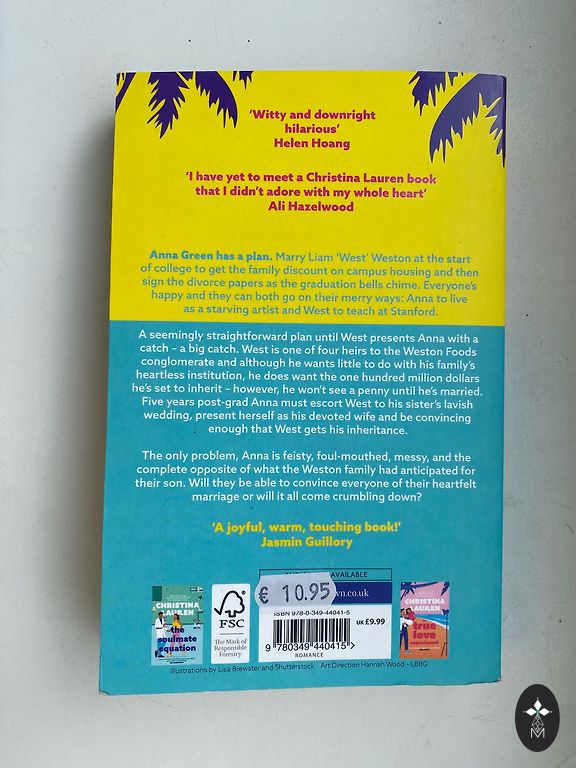 ‘Witty and downright
hilarious’
Helen Hoang
‘I have yet to meet a Christina Lauren book
that I didn’t adore with my whole heart’
Ali Hazelwood
Anna Green has a plan. Marry Liam ‘West’ Weston at the start
of college to get the family discount on campus housing and then
sign the divorce papers as the graduation bells chime. Everyone’s
happy and they can both go on their merry ways: Anna to live
as a starving artist and West to teach at Stanford.
A seemingly straightforward plan until West presents Anna with a
catch – a big catch. West is one of four heirs to the Weston Foods
conglomerate and although he wants little to do with his family’s
heartless institution, he does want the one hundred million dollars
he’s set to inherit – however, he won’t see a penny until he’s married.
Five years post-grad Anna must escort West to his sister’s lavish
wedding, present herself as his devoted wife and be convincing
enough that West gets his inheritance.
The only problem, Anna is feisty, foul-mouthed, messy, and the
complete opposite of what the Weston family had anticipated for
their son. Will they be able to convince everyone of their heartfelt
marriage or will it all come crumbling down?
‘A joyful, warm, touching book!’
Jasmin Guillory
AVAILABLE
€ 10.95
wn.co.uk
CHRISTINA
LAUREN
the
soulmate
equation
FSC
The Mark of
Responsible
Forestry
ISBN 978-0-349-44041-5
UK £9.99
9 780349 440415 >
ROMANCE
CHRISTINA
LAUREN
true
love
experiment
Illustrations by Lisa Brewster and Shutterstock Art Direction Hannah Wood – LBBG
M